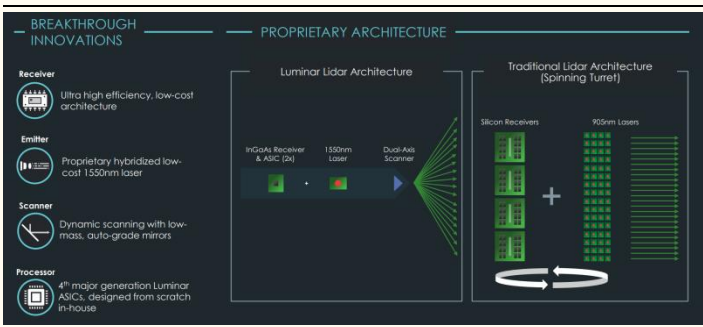 BREAKTHROUGH
INNOVATIONS
PROPRIETARY ARCHITECTURE
Receiver
Ultra high efficiency, low-cost
architecture
Emitter
Proprietary hybridized low-
cost 1550nm laser
Scanner
Dynamic scanning with low-
mass, auto-grade mirrors
Processor
4th major generation Luminar
ASICs, designed from scratch
in-house
Luminar Lidar Architecture
InGaAs Receiver
& ASIC (2x)
+
1550nm
Laser
Dual-Axis
Scanner
Traditional Lidar Architecture
(Spinning Turret)
Silicon Receivers
+
905nm Lasers